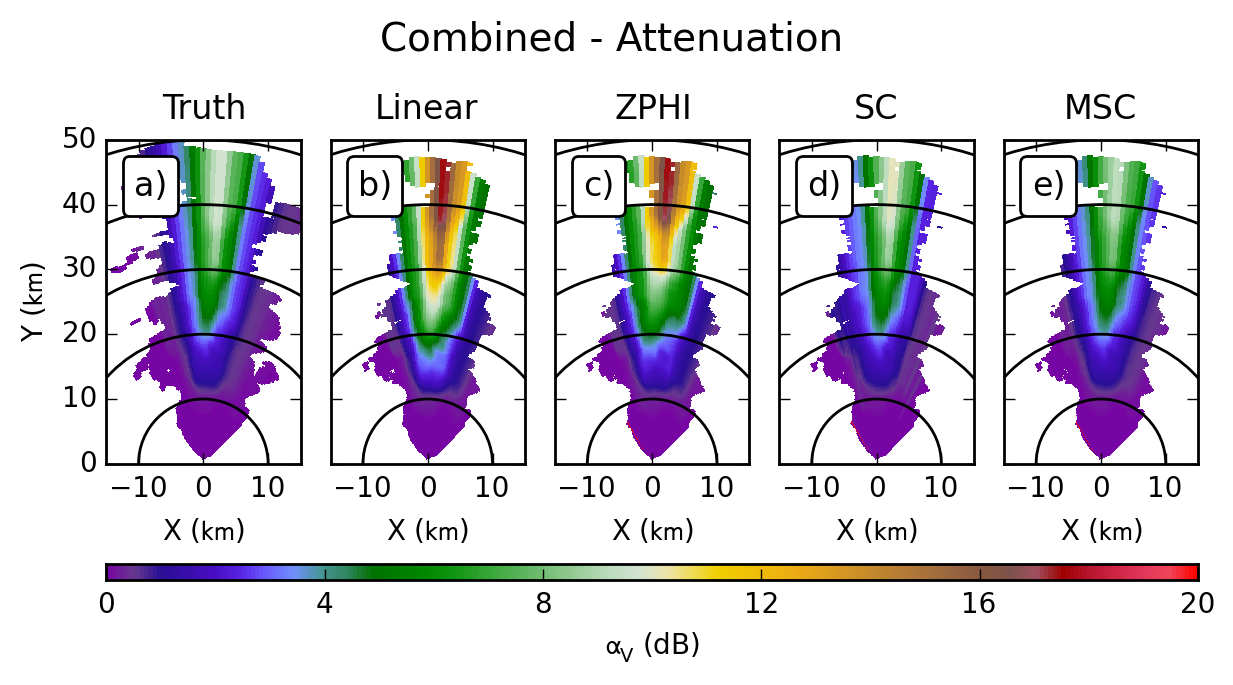 Combined - Attenuation
Truth Linear ZPHI SC MSC
50
40
30
20
10
0
Y (km)
a) b) c) d) e)
−10 0 10 −10 0 10 −10 0 10 −10 0 10 −10 0 10
X (km) X (km) X (km) X (km) X (km)
0 4 8 12 16 20
αV (dB)